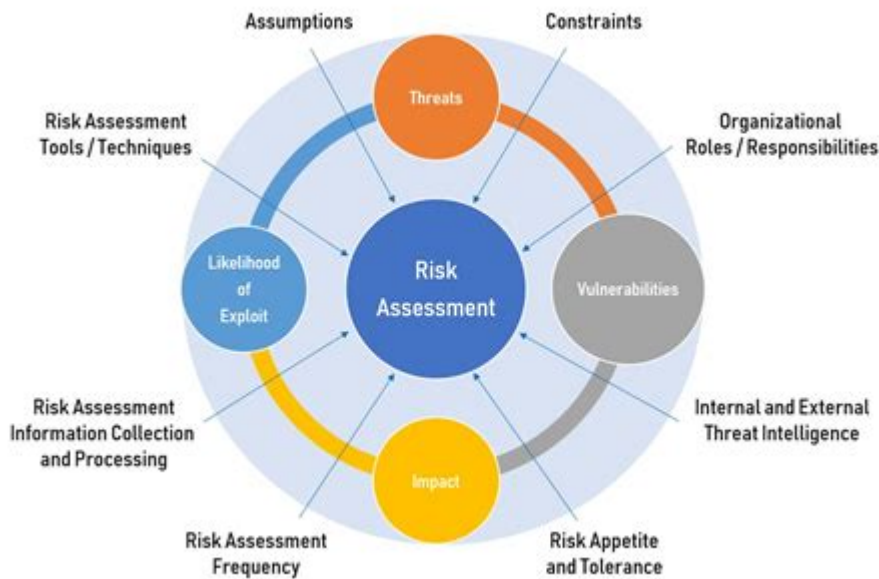 Assumptions
Constraints
Threats
Risk Assessment
Tools / Techniques
Organizational
Roles / Responsibilities
Likelihood
of
Exploit
Risk
Assessment
Vulnerabilities
Risk Assessment
Information Collection
and Processing
Internal and External
Threat Intelligence
Impact
Risk Assessment
Frequency
Risk Appetite
and Tolerance